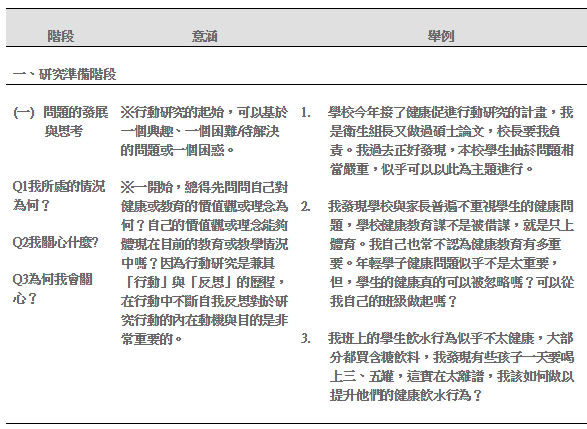 階段 意涵 舉例
一、研究準備階段
(一) 問題的發展
與思考
Q1我所處的情況
為何？
Q2我關心什麼?
Q3為何我會關
心？
※行動研究的起始，可以基於
一個興趣、一個困難/待解決
的問題或一個困惑。
※一開始，總得先問問自己對
健康或教育的價值觀或理念為
何？自己的價值觀或理念能夠
體現在目前的教育或教學情況
中嗎？因為行動研究是兼具
「行動」與「反思」的歷程，
在行動中不斷自我反思對於研
究行動的內在動機與目的是非
常重要的。
1. 學校今年接了健康促進行動研究的計畫，我
是衛生組長又做過碩士論文，校長要我負
責。我過去正好發現，本校學生抽菸問題相
當嚴重，似乎可以以此為主題進行。
2. 我發現學校與家長普遍不重視學生的健康問
題，學校健康教育課不是被借課，就是只上
體育。我自己也常不認為健康教育有多重
要。年輕學子健康問題似乎不是太重要，
但，學生的健康真的可以被忽略嗎？可以從
我自己的班級做起嗎？
3. 我班上的學生飲水行為似乎不太健康，大部
分都買含糖飲料，我發現有些孩子一天要喝
上三、五罐，這實在太離譜，我該如何做以
提升他們的健康飲水行為？